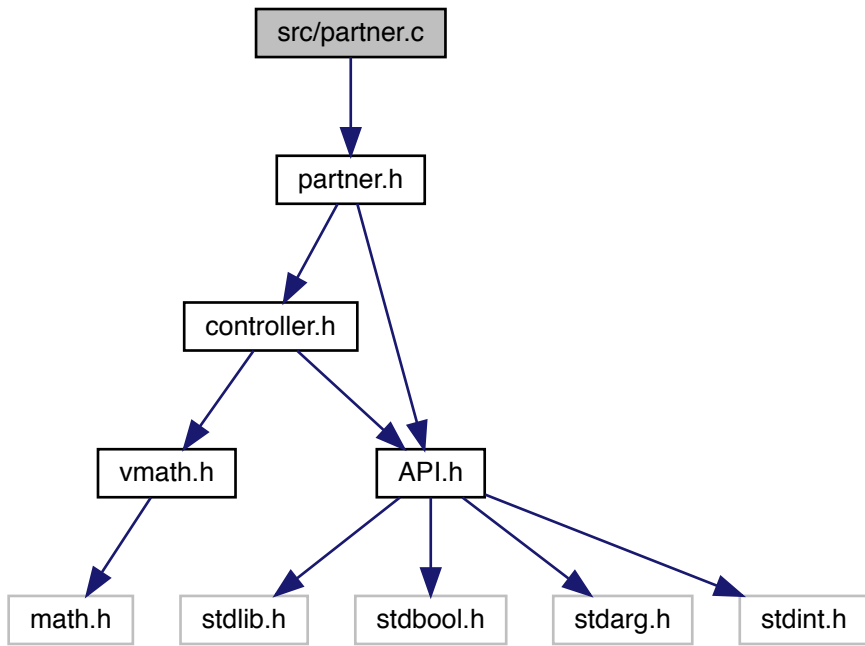 src/partner.c
partner.h
controller.h
vmath.h
API.h
math.h
stdlib.h
stdbool.h
stdarg.h
stdint.h